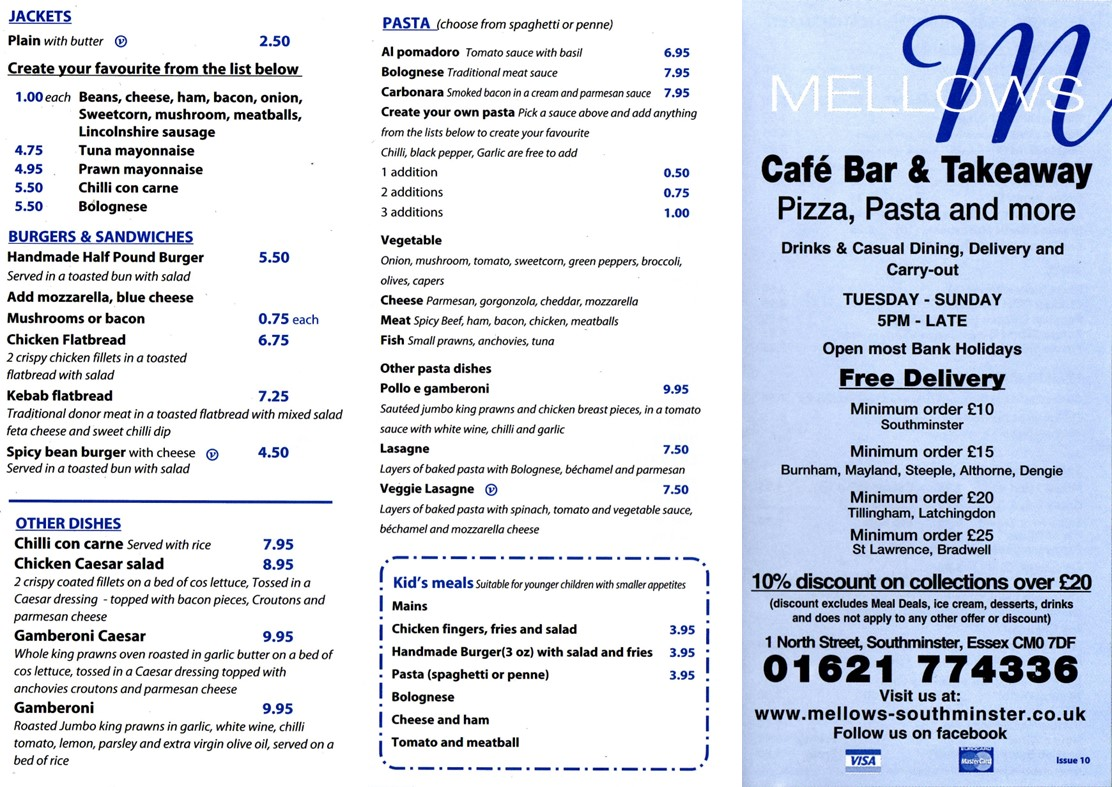 JACKETS
Plain with butter V 2.50
Create your favourite from the list below
1.00 each Beans, cheese, ham, bacon, onion,
Sweetcorn, mushroom, meatballs,
Lincolnshire sausage
4.75 Tuna mayonnaise
4.95 Prawn mayonnaise
5.50 Chilli con carne
5.50 Bolognese
BURGERS & SANDWICHES
Handmade Half Pound Burger 5.50
Served in a toasted bun with salad
Add mozzarella, blue cheese
Mushrooms or bacon 0.75 each
Chicken Flatbread 6.75
2 crispy chicken fillets in a toasted
flatbread with salad
Kebab flatbread 7.25
Traditional donor meat in a toasted flatbread with mixed salad
feta cheese and sweet chilli dip
Spicy bean burger with cheese V 4.50
Served in a toasted bun with salad
OTHER DISHES
Chilli con carne Served with rice 7.95
Chicken Caesar salad 8.95
2 crispy coated fillets on a bed of cos lettuce, Tossed in a
Caesar dressing - topped with bacon pieces, Croutons and
parmesan cheese
Gamberoni Caesar 9.95
Whole king prawns oven roasted in garlic butter on a bed of
cos lettuce, tossed in a Caesar dressing topped with
anchovies croutons and parmesan cheese
Gamberoni 9.95
Roasted Jumbo king prawns in garlic, white wine, chilli
tomato, lemon, parsley and extra virgin olive oil, served on a
bed of rice
PASTA (choose from spaghetti or penne)
Al pomadoro Tomato sauce with basil 6.95
Bolognese Traditional meat sauce 7.95
Carbonara Smoked bacon in a cream and parmesan sauce 7.95
Create your own pasta Pick a sauce above and add anything
from the lists below to create your favourite
Chilli, black pepper, Garlic are free to add
1 addition 0.50
2 additions 0.75
3 additions 1.00
Vegetable
Onion, mushroom, tomato, sweetcorn, green peppers, broccoli,
olives, capers
Cheese Parmesan, gorgonzola, cheddar, mozzarella
Meat Spicy Beef, ham, bacon, chicken, meatballs
Fish Small prawns, anchovies, tuna
Other pasta dishes
Pollo e gamberoni 9.95
Sautéed jumbo king prawns and chicken breast pieces, in a tomato
sauce with white wine, chilli and garlic
Lasagne 7.50
Layers of baked pasta with Bolognese, béchamel and parmesan
Veggie Lasagne V 7.50
Layers of baked pasta with spinach, tomato and vegetable sauce,
béchamel and mozzarella cheese
Kid's meals Suitable for younger children with smaller appetites
Mains
Chicken fingers, fries and salad 3.95
Handmade Burger(3 oz) with salad and fries 3.95
Pasta (spaghetti or penne) 3.95
Bolognese
Cheese and ham
Tomato and meatball
M
MELLOWS
Café Bar & Takeaway
Pizza, Pasta and more
Drinks & Casual Dining, Delivery and
Carry-out
TUESDAY - SUNDAY
5PM - LATE
Open most Bank Holidays
Free Delivery
Minimum order £10
Southminster
Minimum order £15
Burnham, Mayland, Steeple, Althorne, Dengie
Minimum order £20
Tillingham, Latchingdon
Minimum order £25
St Lawrence, Bradwell
10% discount on collections over £20
(discount excludes Meal Deals, ice cream, desserts, drinks
and does not apply to any other offer or discount)
1 North Street, Southminster, Essex CM0 7DF
01621 774336
Visit us at:
www.mellows-southminster.co.uk
Follow us on facebook
VISA EUROCARD MasterCard Issue 10